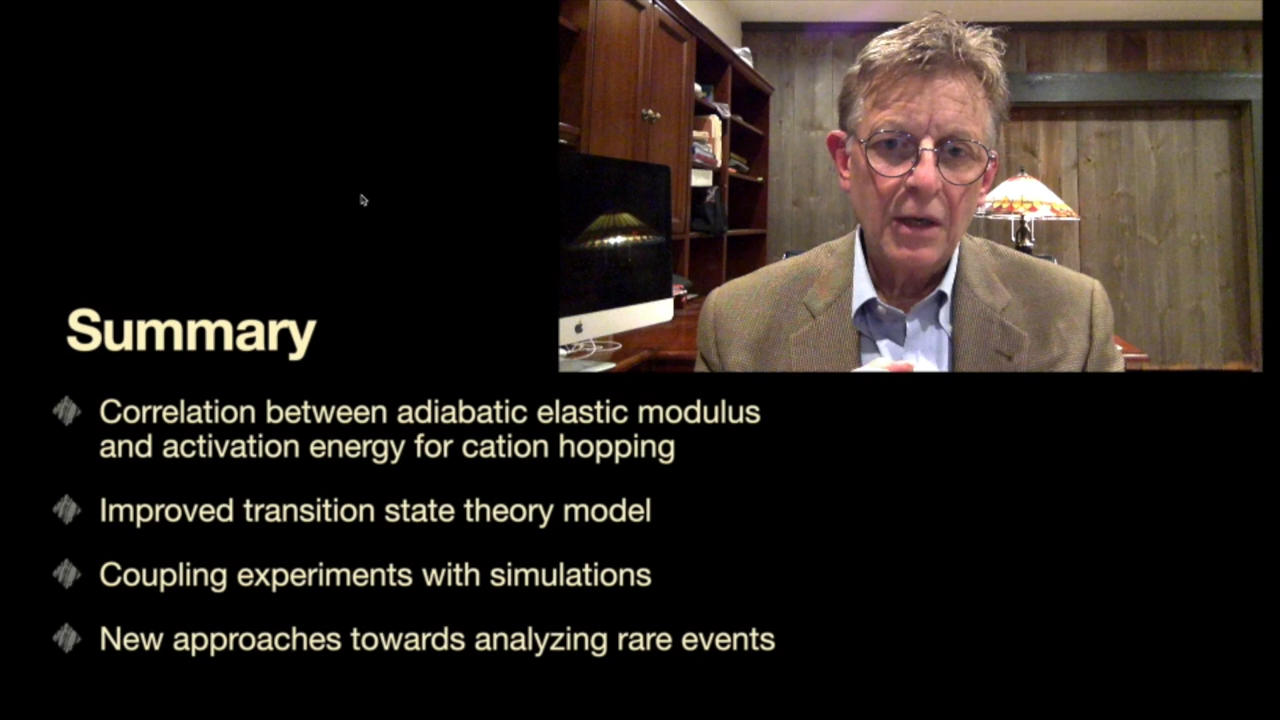 Summary
Correlation between adiabatic elastic modulus
and activation energy for cation hopping
Improved transition state theory model
Coupling experiments with simulations
New approaches towards analyzing rare events